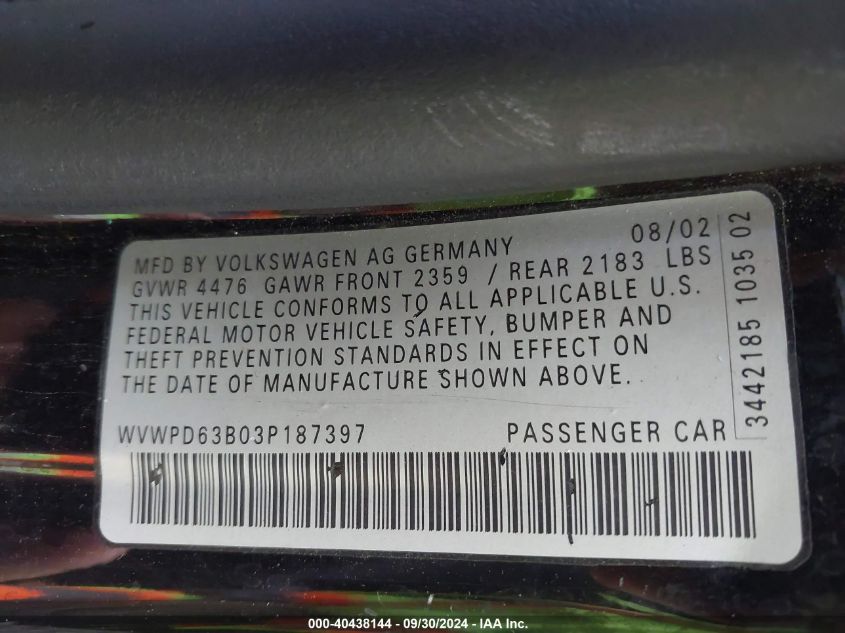 08/02
MFD BY VOLKSWAGEN AG GERMANY
GVWR 4476 GAWR FRONT 2359 / REAR 2183 LBS
THIS VEHICLE CONFORMS TO ALL APPLICABLE U.S.
FEDERAL MOTOR VEHICLE SAFETY, BUMPER AND
THEFT PREVENTION STANDARDS IN EFFECT ON
THE DATE OF MANUFACTURE SHOWN ABOVE.
WVWPD63B03P187397 PASSENGER CAR
3442185 1035 02
000-40438144 - 09/30/2024 - IAA Inc.